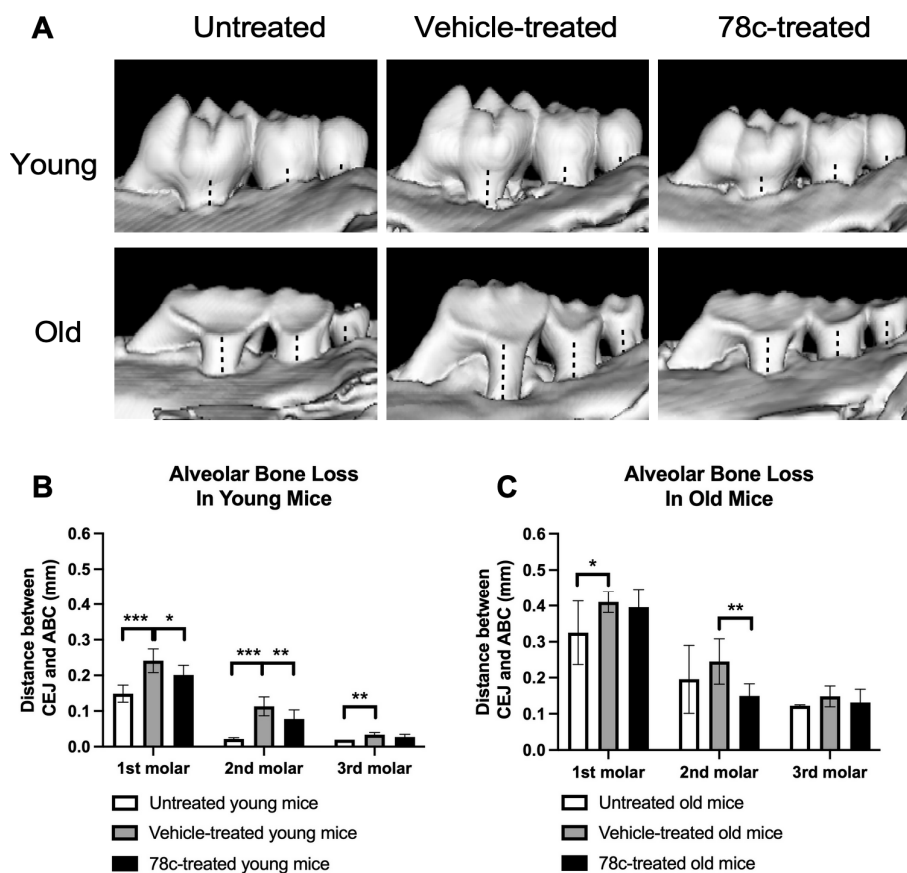 A
Untreated Vehicle-treated 78c-treated
Young
Old
B
Alveolar Bone Loss
In Young Mice
Distance between
CEJ and ABC (mm)
0.6
0.5
0.4
0.3
0.2
0.1
0.0
*** *
*** **
**
1st molar 2nd molar 3rd molar
Untreated young mice
Vehicle-treated young mice
78c-treated young mice
C
Alveolar Bone Loss
In Old Mice
Distance between
CEJ and ABC (mm)
0.6
0.5
0.4
0.3
0.2
0.1
0.0
*
**
1st molar 2nd molar 3rd molar
Untreated old mice
Vehicle-treated old mice
78c-treated old mice